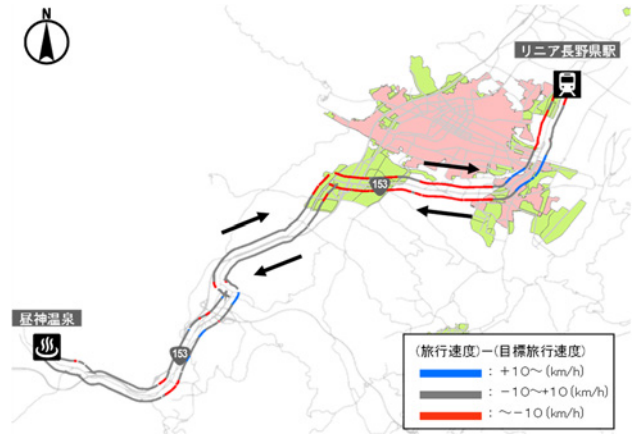 N
リニア長野県駅
153
昼神温泉
153
(旅行速度)ー(目標旅行速度)
：＋10～(km/h)
：－10～+10(km/h)
：～－10(km/h)